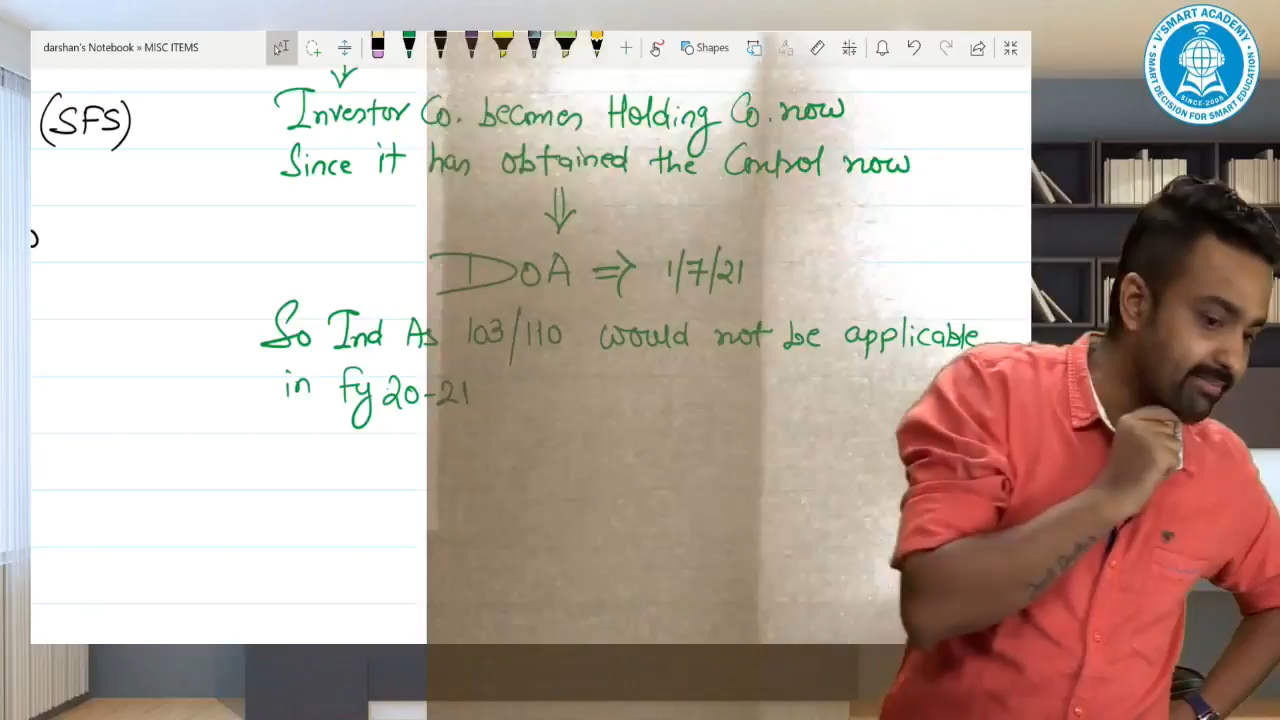 darshan's Notebook » MISC ITEMS
Shapes
V'SMART ACADEMY
SINCE-2005
SMART DECISION FOR SMART EDUCATION
(SFS)
Investor Co. becomes Holding Co. now
Since it has obtained the Control now
DOA ⇒ 1/7/21
So Ind As 103/110 would not be applicable
in fy 20-21